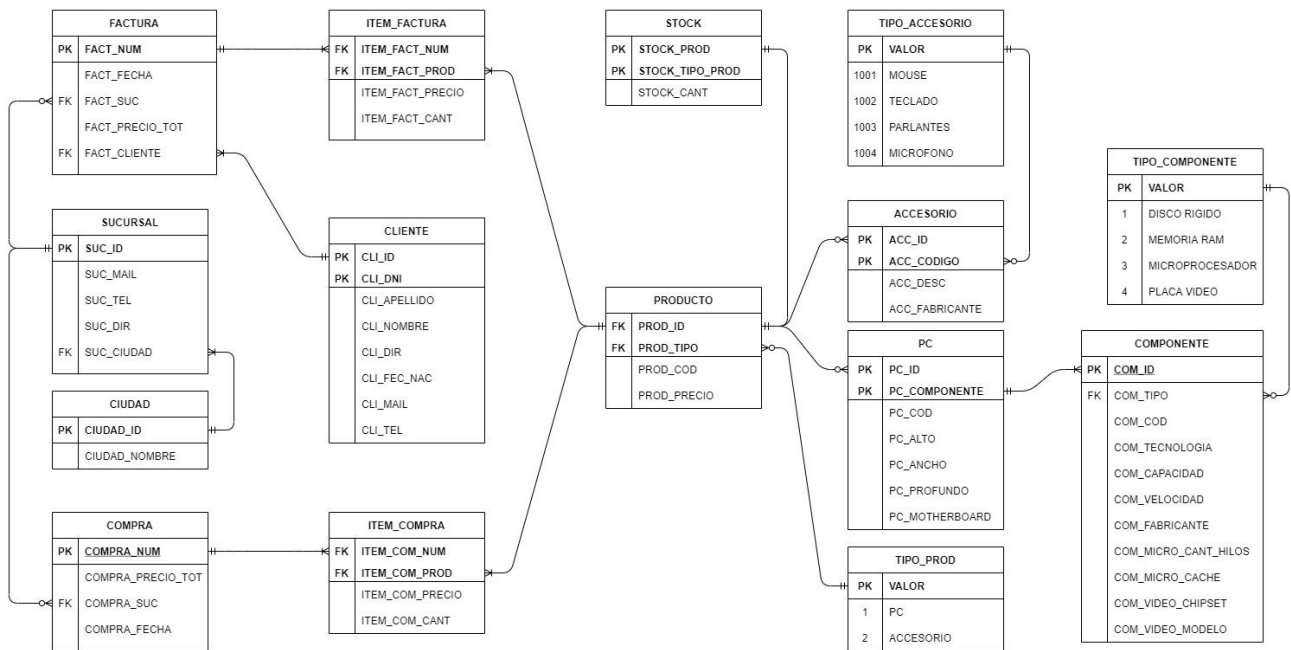 FACTURA
PK FACT_NUM
FACT_FECHA
FK FACT_SUC
FACT_PRECIO_TOT
FK FACT_CLIENTE
ITEM_FACTURA
FK ITEM_FACT_NUM
FK ITEM_FACT_PROD
ITEM_FACT_PRECIO
ITEM_FACT_CANT
STOCK
PK STOCK_PROD
PK STOCK_TIPO_PROD
STOCK_CANT
TIPO_ACCESORIO
PK VALOR
1001 MOUSE
1002 TECLADO
1003 PARLANTES
1004 MICROFONO
TIPO_COMPONENTE
PK VALOR
1 DISCO RIGIDO
2 MEMORIA RAM
3 MICROPROCESADOR
4 PLACA VIDEO
SUCURSAL
PK SUC_ID
SUC_MAIL
SUC_TEL
SUC_DIR
FK SUC_CIUDAD
CLIENTE
PK CLI_ID
PK CLI_DNI
CLI_APELLIDO
CLI_NOMBRE
CLI_DIR
CLI_FEC_NAC
CLI_MAIL
CLI_TEL
ACCESORIO
PK ACC_ID
PK ACC_CODIGO
ACC_DESC
ACC_FABRICANTE
PRODUCTO
FK PROD_ID
FK PROD_TIPO
PROD_COD
PROD_PRECIO
PC
PK PC_ID
PK PC_COMPONENTE
PC_COD
PC_ALTO
PC_ANCHO
PC_PROFUNDO
PC_MOTHERBOARD
COMPONENTE
PK COM_ID
FK COM_TIPO
COM_COD
COM_TECNOLOGIA
COM_CAPACIDAD
COM_VELOCIDAD
COM_FABRICANTE
COM_MICRO_CANT_HILOS
COM_MICRO_CACHE
COM_VIDEO_CHIPSET
COM_VIDEO_MODELO
CIUDAD
PK CIUDAD_ID
CIUDAD_NOMBRE
COMPRA
PK COMPRA_NUM
COMPRA_PRECIO_TOT
FK COMPRA_SUC
COMPRA_FECHA
ITEM_COMPRA
FK ITEM_COM_NUM
FK ITEM_COM_PROD
ITEM_COM_PRECIO
ITEM_COM_CANT
TIPO_PROD
PK VALOR
1 PC
2 ACCESORIO